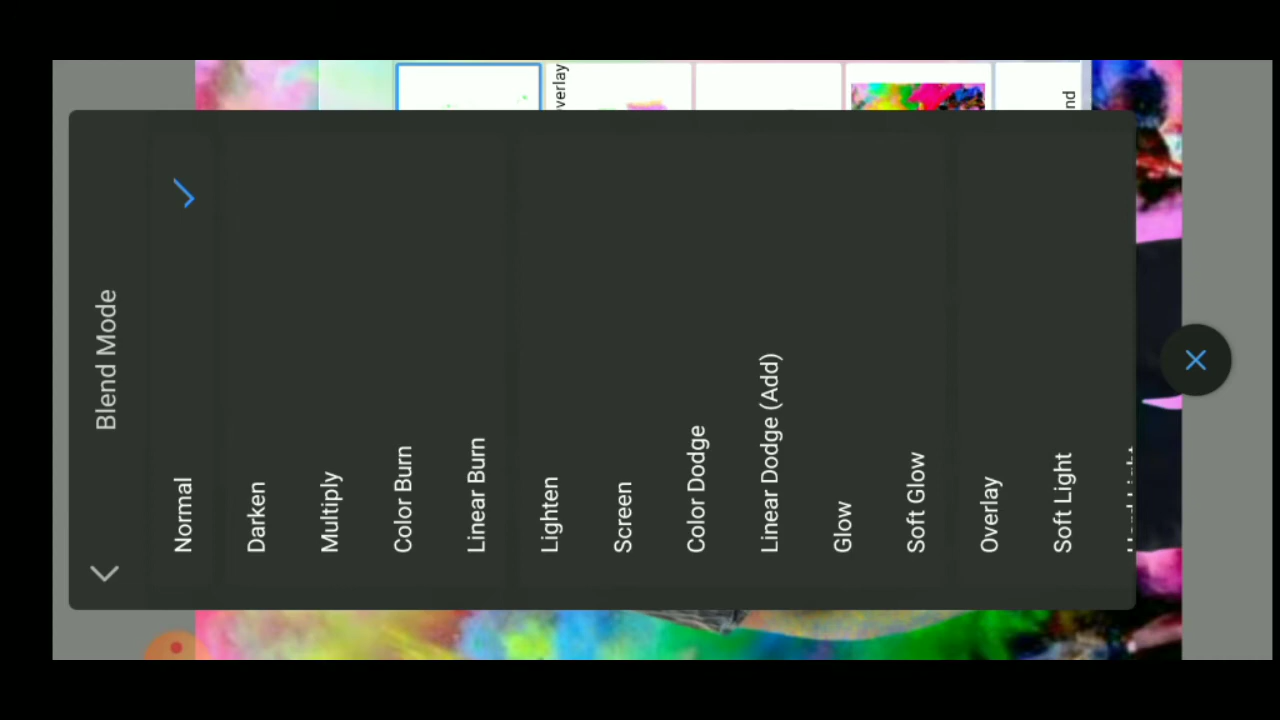 Blend Mode
Normal
Darken
Multiply
Color Burn
Linear Burn
Lighten
Screen
Color Dodge
Linear Dodge (Add)
Glow
Soft Glow
Overlay
Soft Light